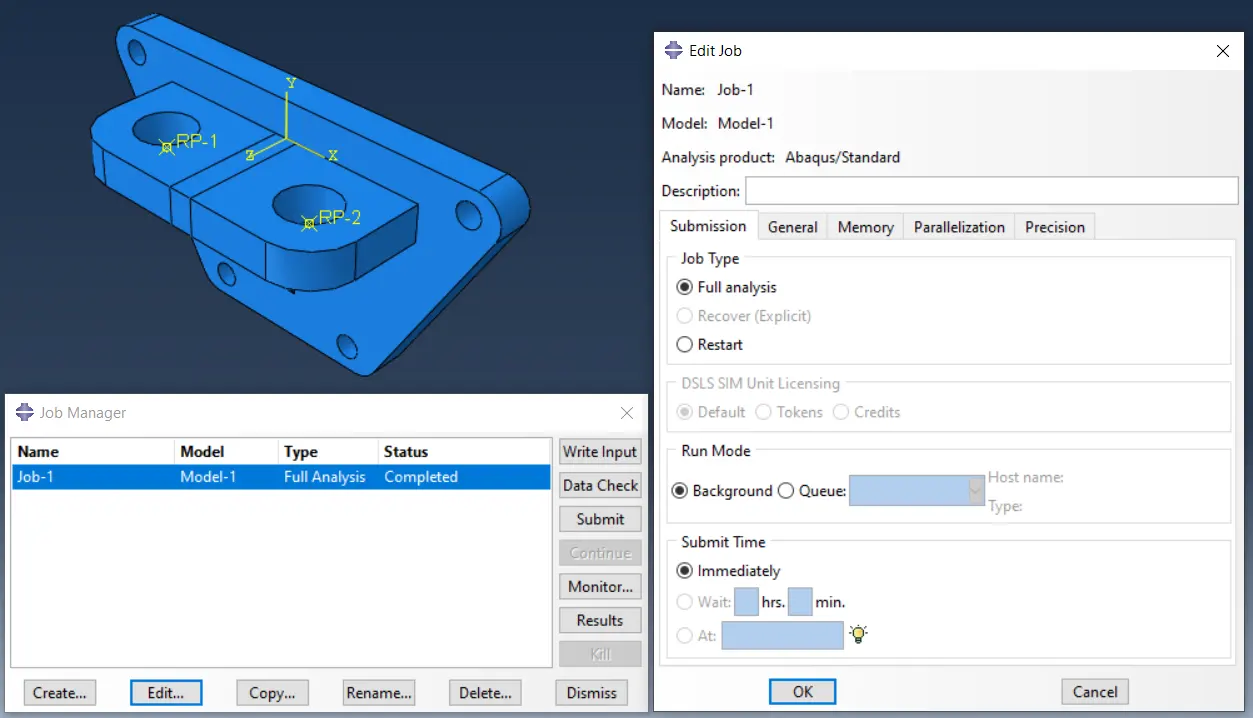 Y
RP-1
Z
X
RP-2
Job Manager
Name Model Type Status
Job-1 Model-1 Full Analysis Completed
Write Input
Data Check
Submit
Continue
Monitor...
Results
Kill
Create... Edit... Copy... Rename... Delete... Dismiss
Edit Job
Name: Job-1
Model: Model-1
Analysis product: Abaqus/Standard
Description:
Submission General Memory Parallelization Precision
Job Type
Full analysis
Recover (Explicit)
Restart
DSLS SIM Unit Licensing
Default Tokens Credits
Run Mode
Background Queue: Host name:
Type:
Submit Time
Immediately
Wait: hrs. min.
At:
OK Cancel